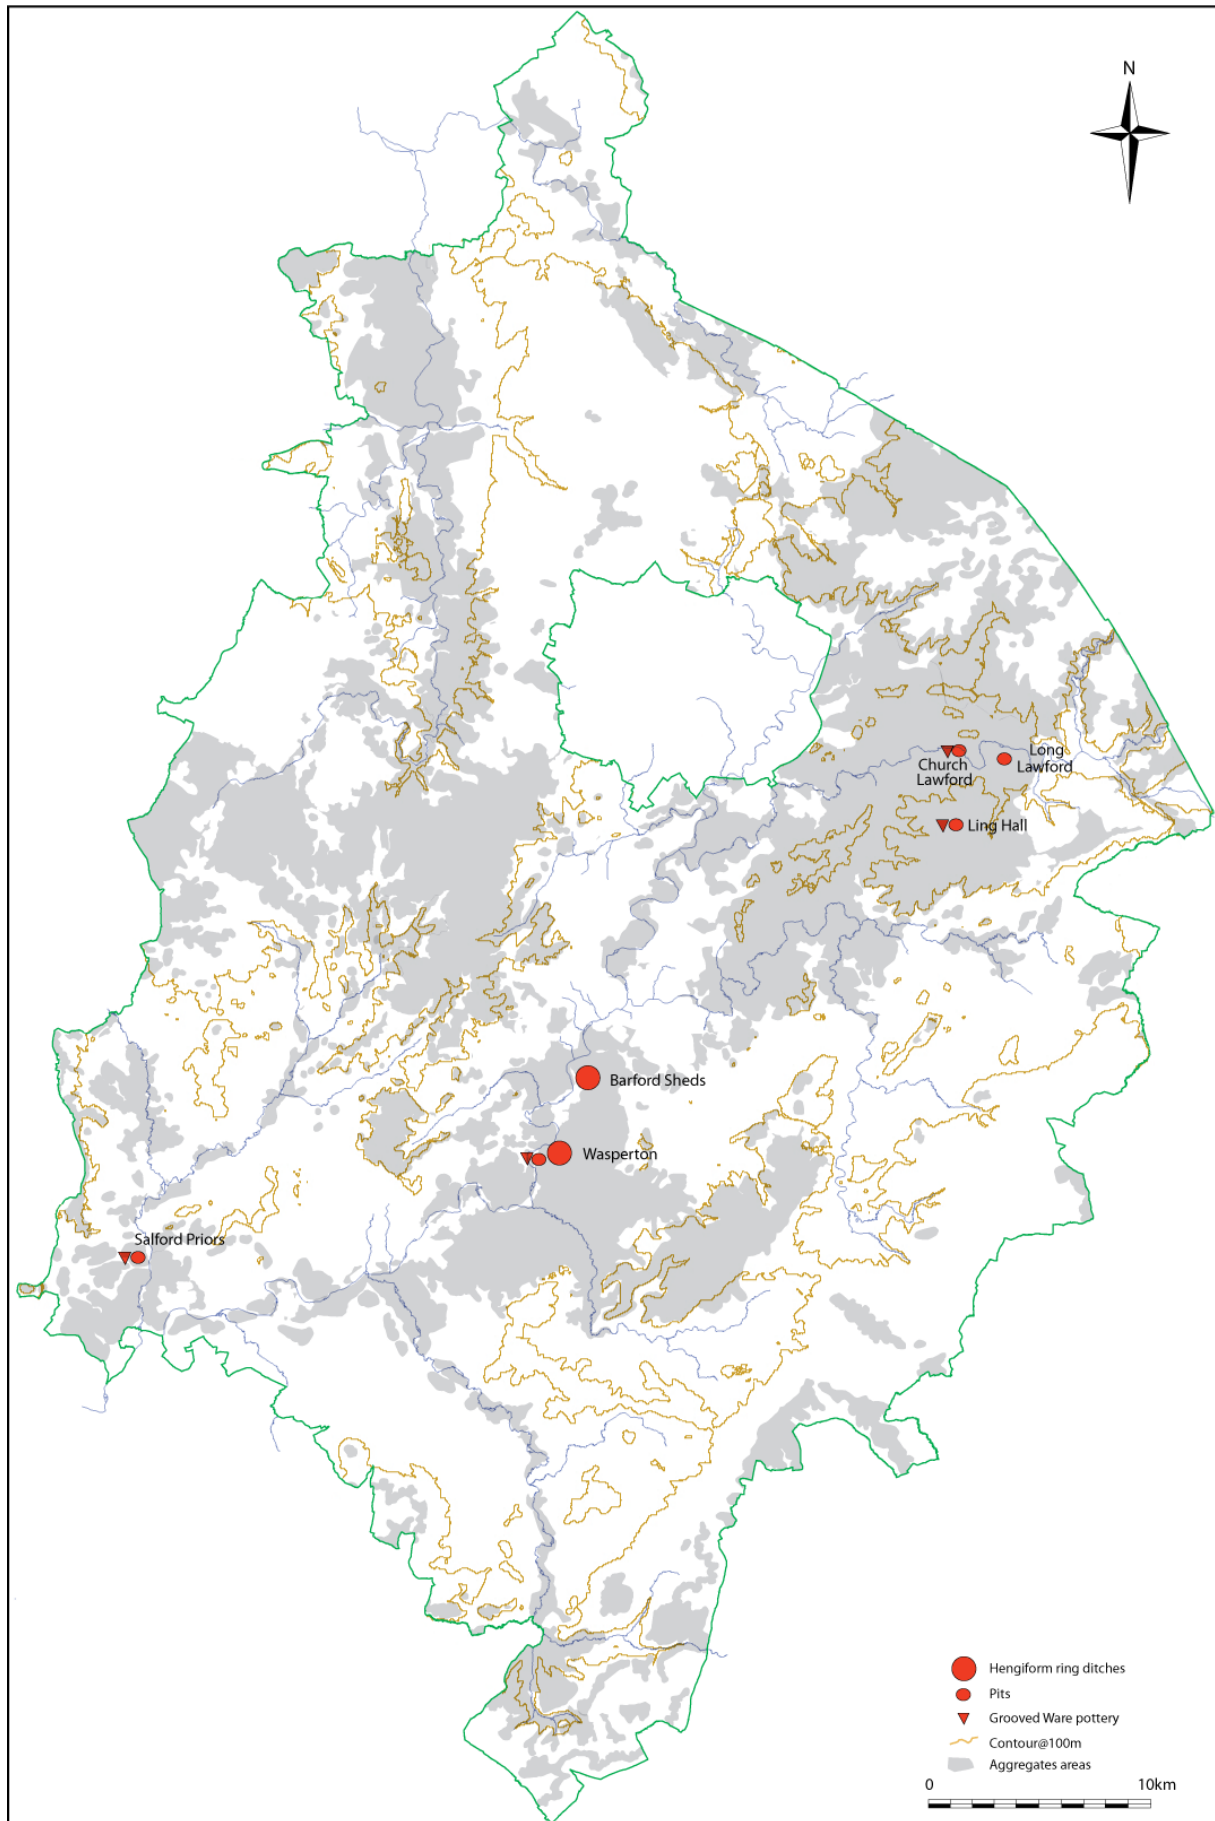 N
Church
Lawford
Long
Lawford
Ling Hall
Barford Sheds
Wasperton
Salford Priors
Hengiform ring ditches
Pits
Grooved Ware pottery
Contour@100m
Aggregates areas
0 10km